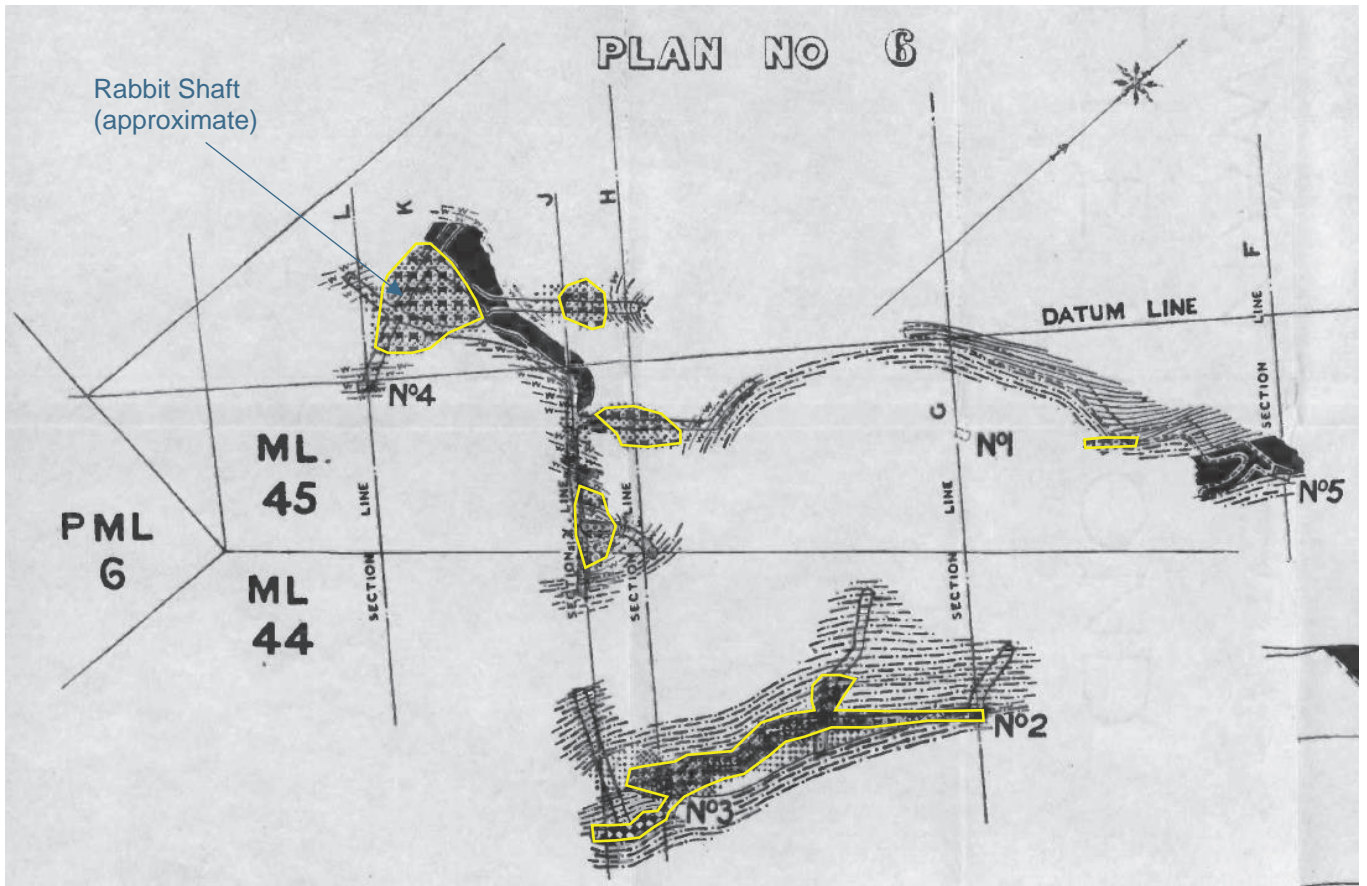 PLAN NO 6
Rabbit Shaft
(approximate)
L
K
J
H
G
F
DATUM LINE
SECTION LINE
Nº4
Nº1
Nº5
ML
45
PML
6
ML
44
SECTION LINE
SECTION LINE
SECTION LINE
SECTION LINE
Nº2
Nº3